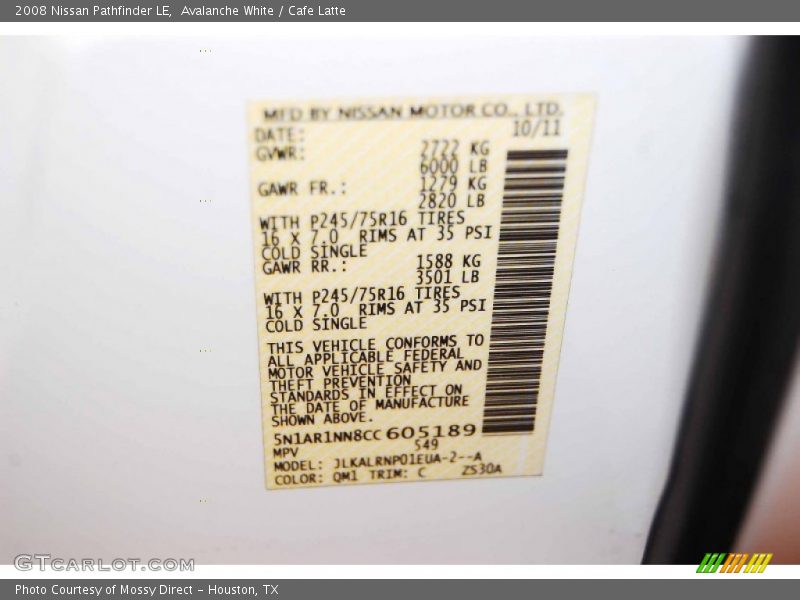 2008 Nissan Pathfinder LE,  Avalanche White / Cafe Latte
MFD BY NISSAN MOTOR CO., LTD.
DATE: 10/11
GVWR: 2722 KG
6000 LB
GAWR FR.: 1279 KG
2820 LB
WITH P245/75R16 TIRES
16 X 7.0 RIMS AT 35 PSI
COLD SINGLE
GAWR RR.: 1588 KG
3501 LB
WITH P245/75R16 TIRES
16 X 7.0 RIMS AT 35 PSI
COLD SINGLE
THIS VEHICLE CONFORMS TO
ALL APPLICABLE FEDERAL
MOTOR VEHICLE SAFETY AND
THEFT PREVENTION
STANDARDS IN EFFECT ON
THE DATE OF MANUFACTURE
SHOWN ABOVE.
5N1AR1NN8CC605189
MPV 549
MODEL: JLKALRNP01EUA-2--A
COLOR: QM1 TRIM: C ZS30A
GTCARLOT.COM
Photo Courtesy of Mossy Direct – Houston, TX